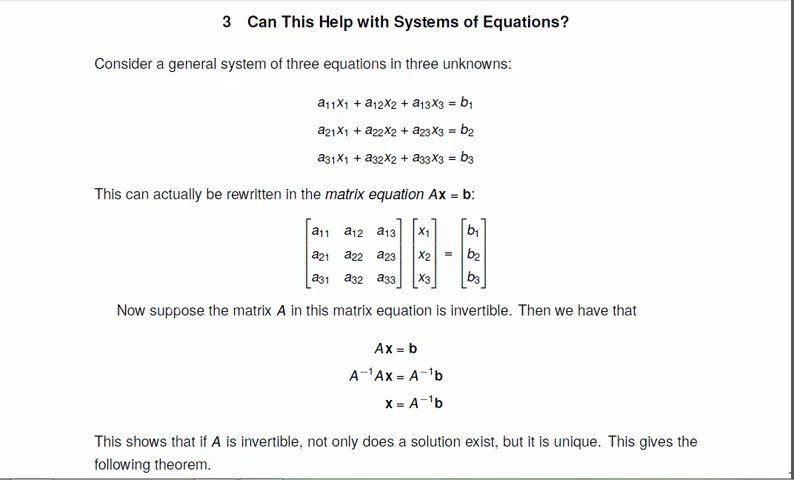 3 Can This Help with Systems of Equations?
Consider a general system of three equations in three unknowns:
a₁₁x₁ + a₁₂x₂ + a₁₃x₃ = b₁
a₂₁x₁ + a₂₂x₂ + a₂₃x₃ = b₂
a₃₁x₁ + a₃₂x₂ + a₃₃x₃ = b₃
This can actually be rewritten in the matrix equation Ax = b:
[a₁₁ a₁₂ a₁₃] [x₁] [b₁]
[a₂₁ a₂₂ a₂₃] [x₂] = [b₂]
[a₃₁ a₃₂ a₃₃] [x₃] [b₃]
Now suppose the matrix A in this matrix equation is invertible. Then we have that
Ax = b
A⁻¹Ax = A⁻¹b
x = A⁻¹b
This shows that if A is invertible, not only does a solution exist, but it is unique. This gives the
following theorem.